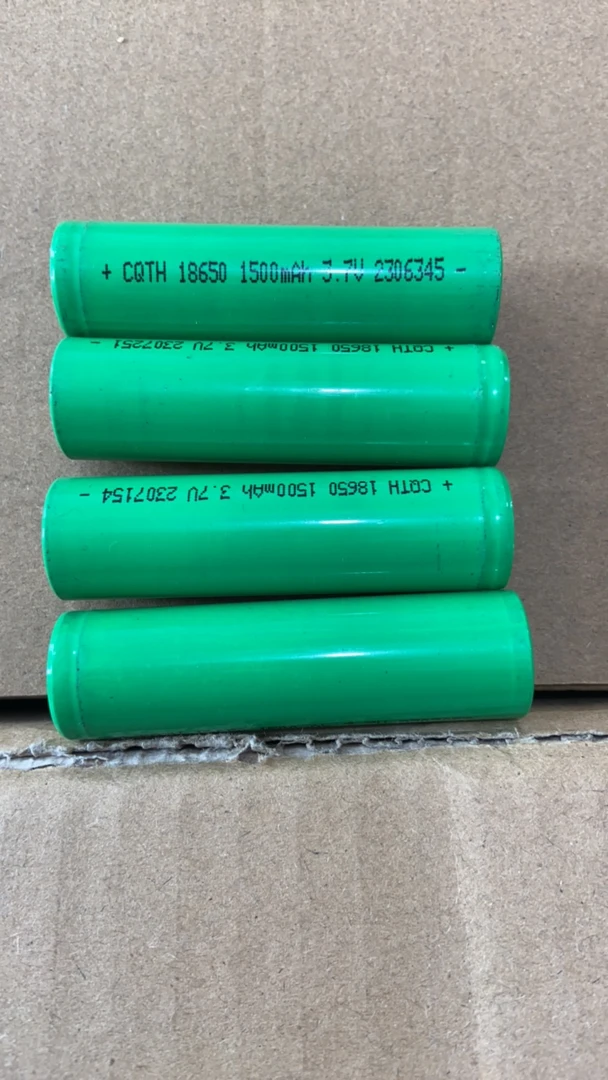 + CQTH 18650 1500mAh 3.7V 2306345 -
+ CQTH 18650 1500mAh 3.7V 2307251 -
+ CQTH 18650 1500mAh 3.7V 2307154 -